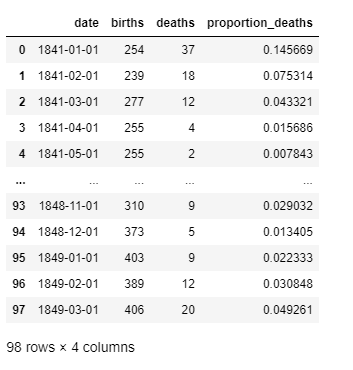 date births deaths proportion_deaths
0 1841-01-01 254 37 0.145669
1 1841-02-01 239 18 0.075314
2 1841-03-01 277 12 0.043321
3 1841-04-01 255 4 0.015686
4 1841-05-01 255 2 0.007843
... ... ... ... ...
93 1848-11-01 310 9 0.029032
94 1848-12-01 373 5 0.013405
95 1849-01-01 403 9 0.022333
96 1849-02-01 389 12 0.030848
97 1849-03-01 406 20 0.049261
98 rows × 4 columns